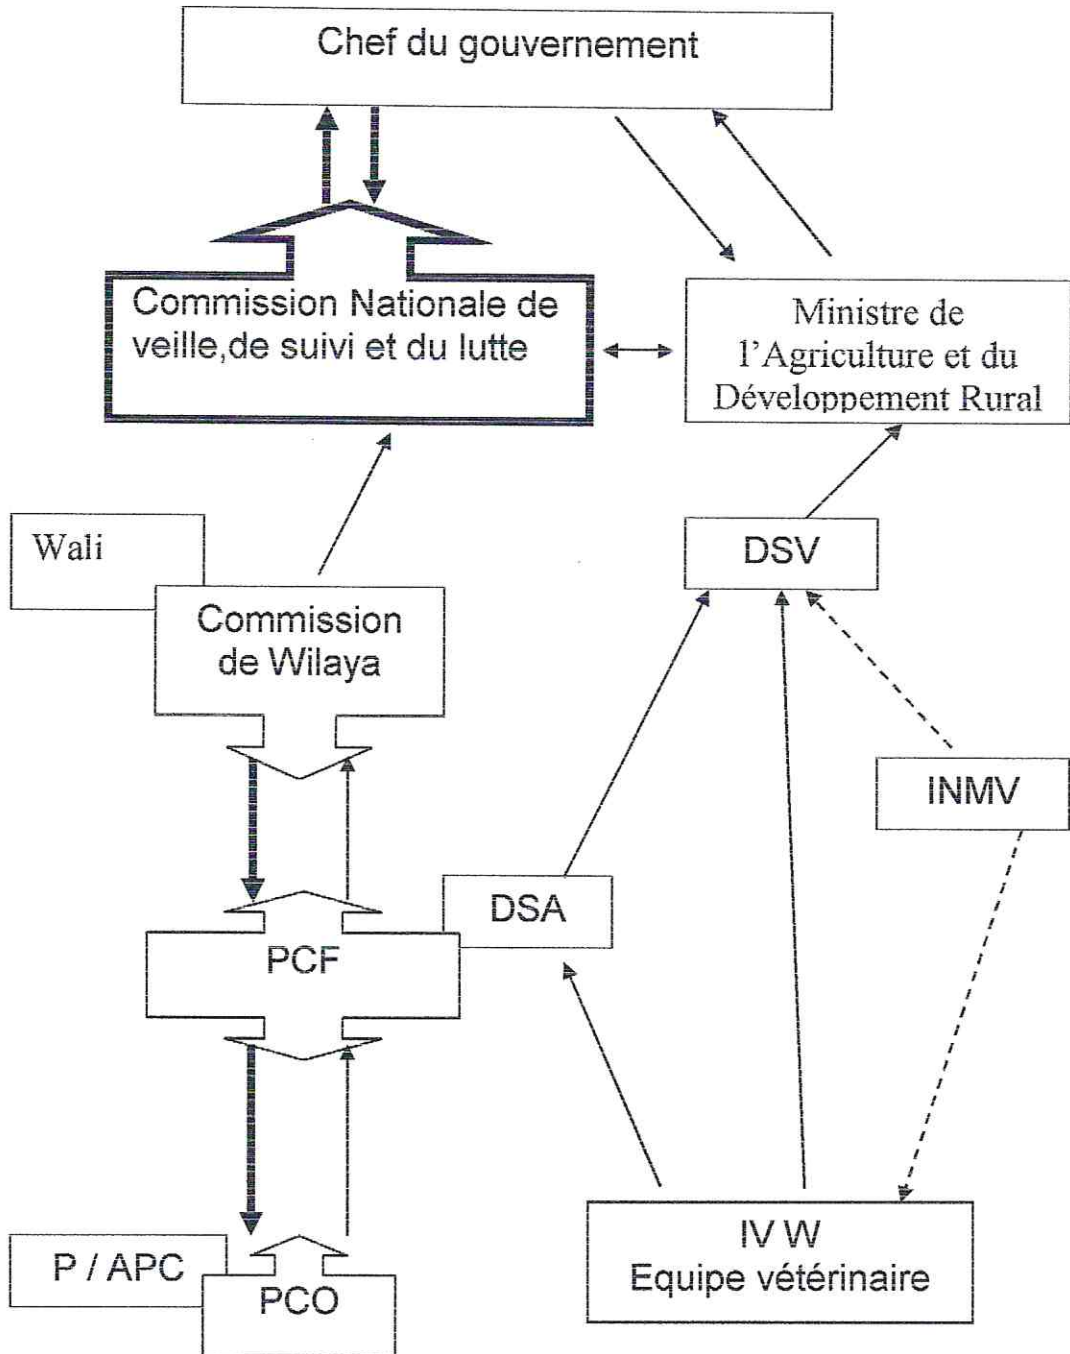 Chef du gouvernement
Commission Nationale de
veille,de suivi et du lutte
Ministre de
l'Agriculture et du
Développement Rural
Wali
Commission
de Wilaya
DSV
INMV
DSA
PCF
P / APC
PCO
IV W
Equipe vétérinaire